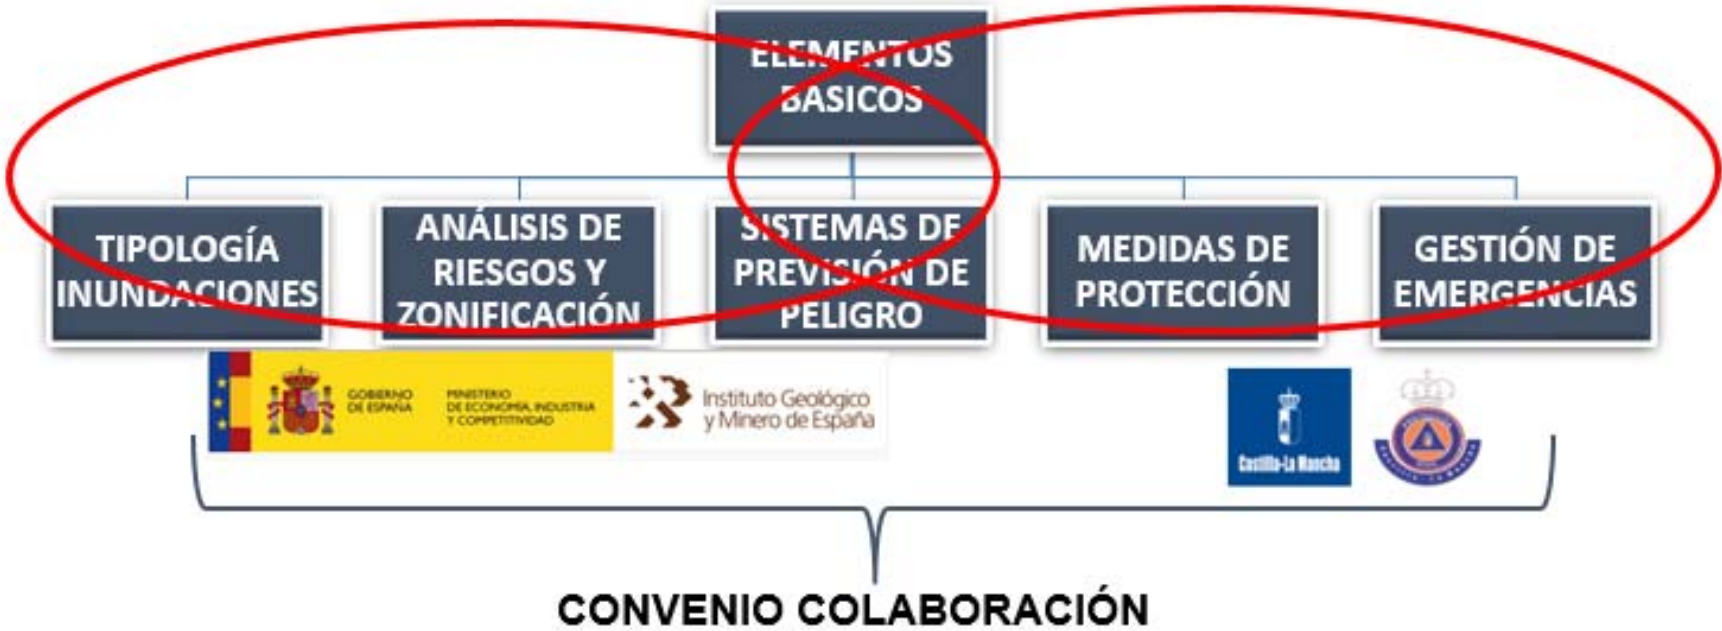 ELEMENTOS
BASICOS
TIPOLOGÍA
INUNDACIONES
ANÁLISIS DE
RIESGOS Y
ZONIFICACIÓN
SISTEMAS DE
PREVISIÓN DE
PELIGRO
MEDIDAS DE
PROTECCIÓN
GESTIÓN DE
EMERGENCIAS
GOBIERNO
DE ESPAÑA
MINISTERIO
DE ECONOMÍA, INDUSTRIA
Y COMPETITIVIDAD
Instituto Geológico
y Minero de España
Castilla-La Mancha
CONVENIO COLABORACIÓN